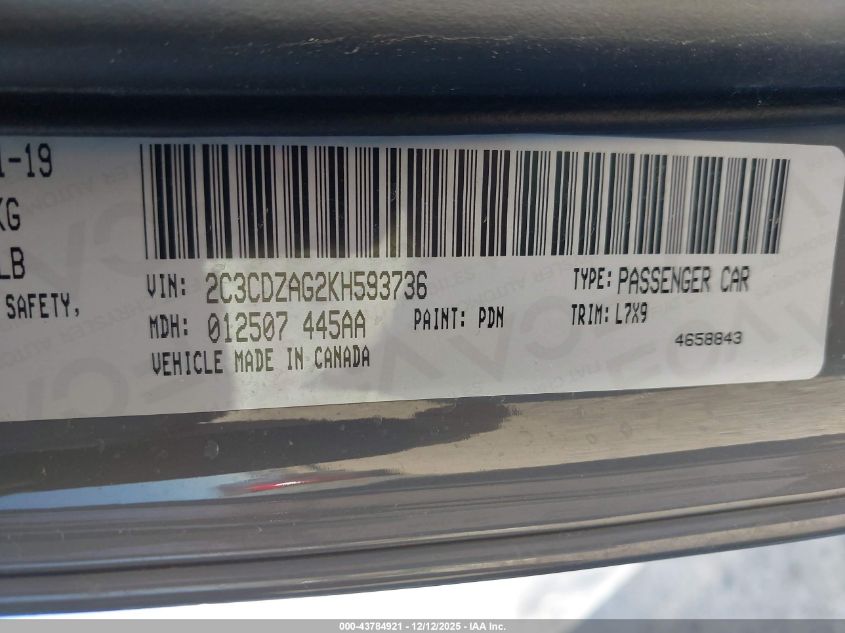 1-19
KG
LB
SAFETY,
VIN: 2C3CDZAG2KH593736
TYPE: PASSENGER CAR
MDH: 012507 445AA
PAINT: PDN
TRIM: L7X9
VEHICLE MADE IN CANADA
4658843
000-43784921 - 12/12/2025 - IAA Inc.